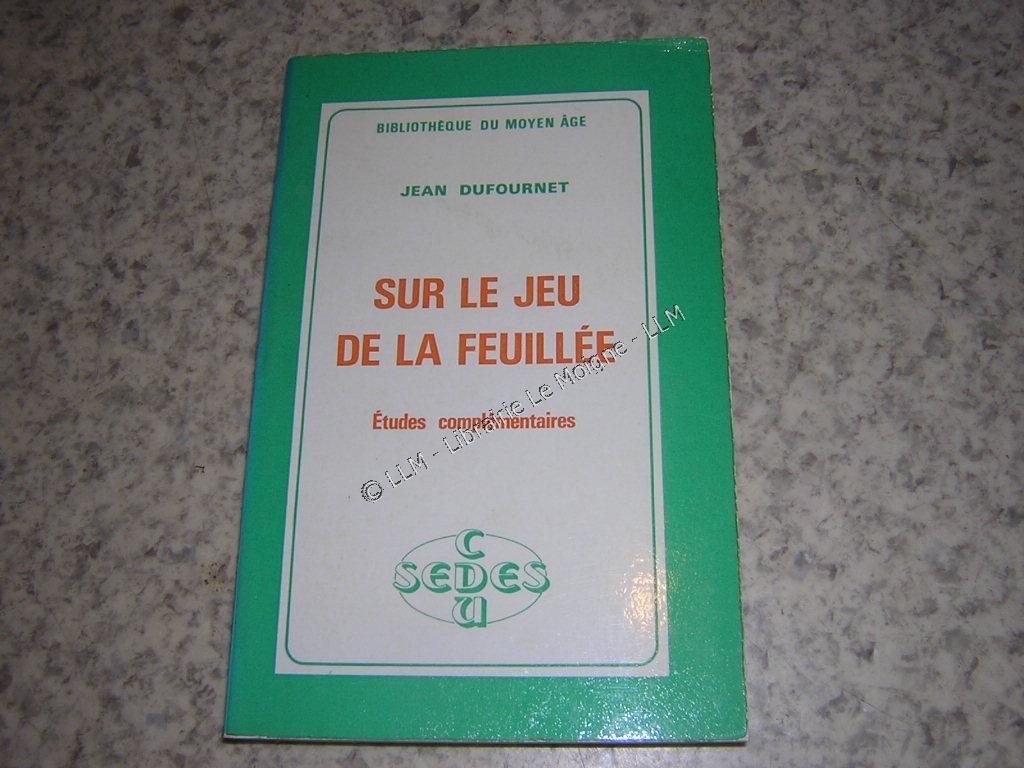 BIBLIOTHÈQUE DU MOYEN ÂGE
JEAN DUFOURNET
SUR LE JEU
DE LA FEUILLÉE
Études complémentaires
© LLM - Librairie Le Moigne - LLM
C
SEDES
U